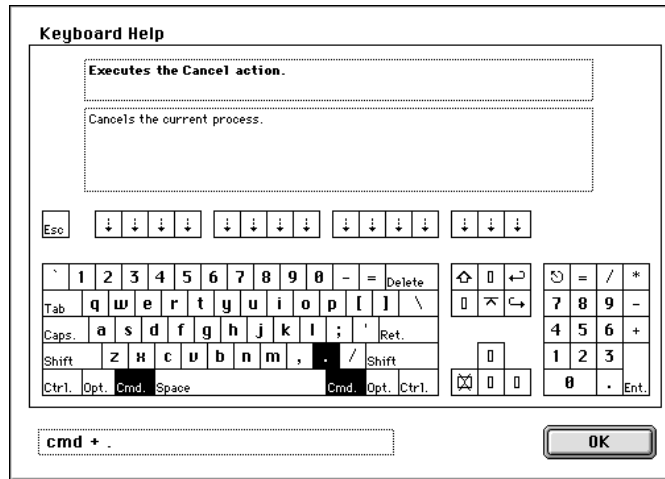 Keyboard Help
Executes the Cancel action.
Cancels the current process.
Esc
` 1 2 3 4 5 6 7 8 9 0 - = Delete
= / *
Tab q w e r t y u i o p [ ] \
7 8 9 -
Caps. a s d f g h j k l ; ' Ret.
4 5 6 +
Shift z x c v b n m , . / Shift
1 2 3
Ctrl. Opt. Cmd. Space Cmd. Opt. Ctrl.
0 . Ent.
cmd + .
OK